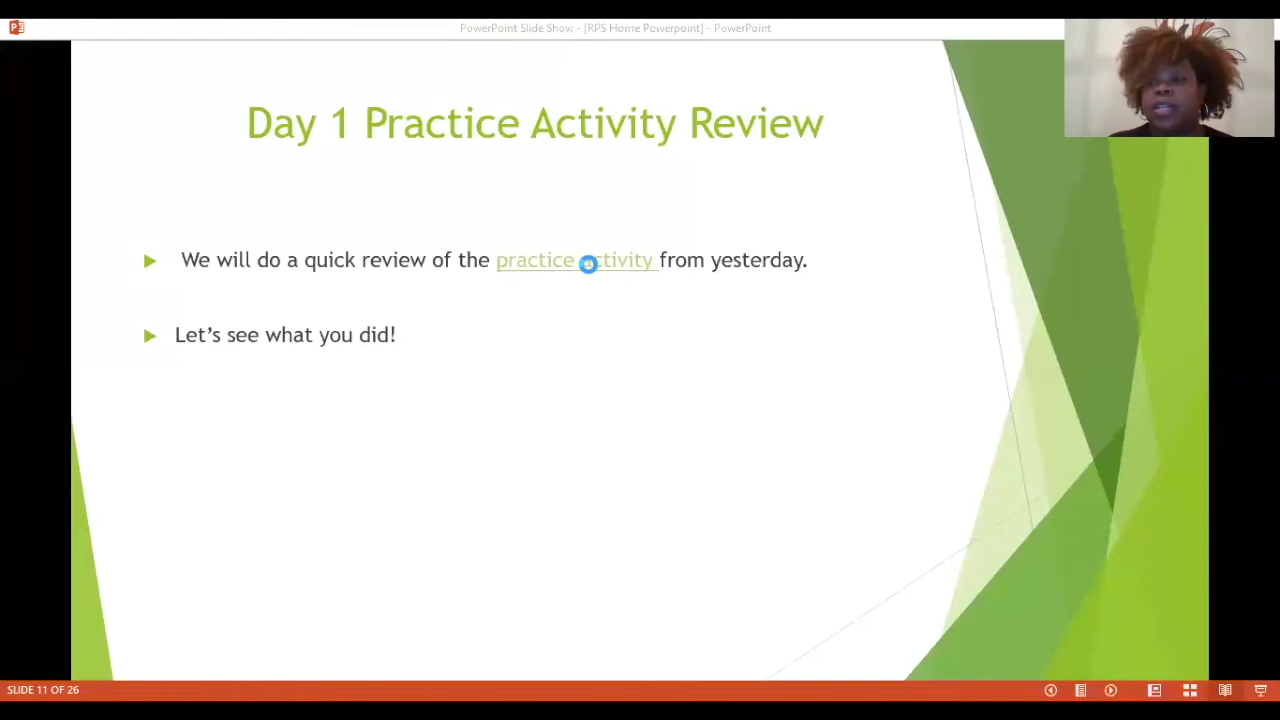 PowerPoint Slide Show - [RPS Home Powerpoint] - PowerPoint
Day 1 Practice Activity Review
We will do a quick review of the practice activity from yesterday.
Let's see what you did!
SLIDE 11 OF 26